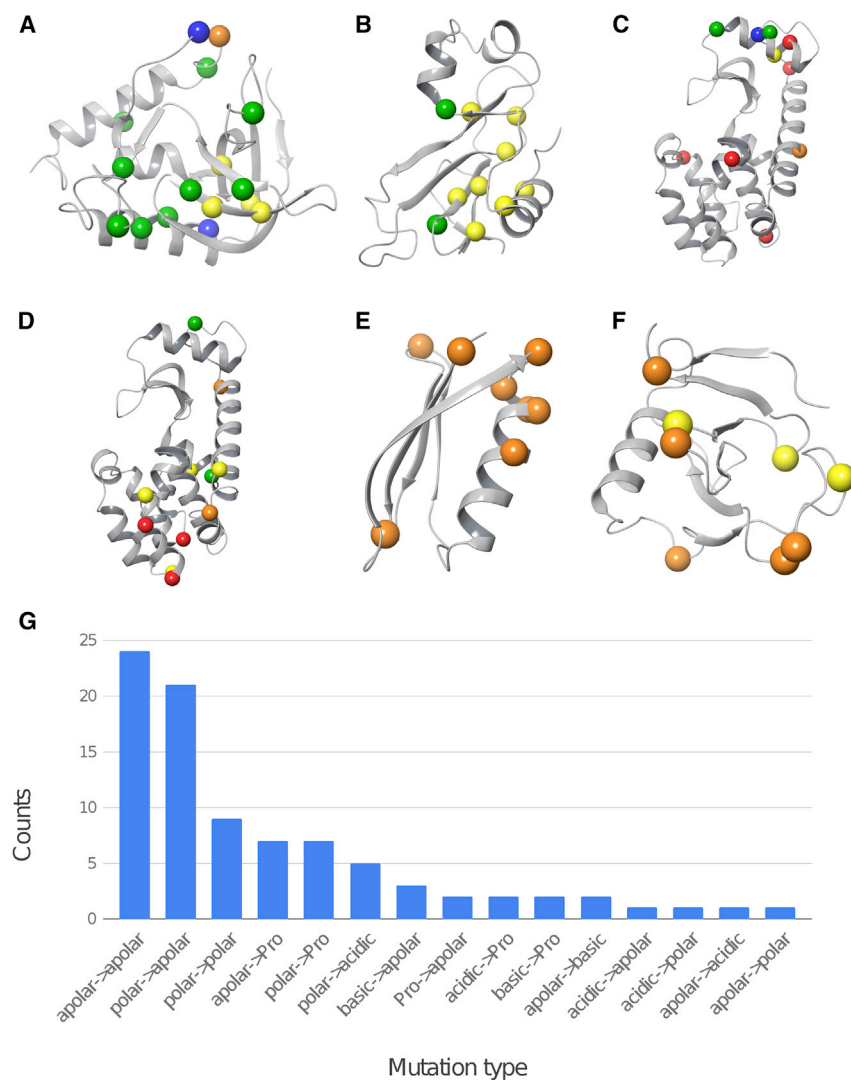 A
B
C
D
E
F
G
25
20
15
10
5
0
Counts
apolar->apolar
polar->apolar
polar->polar
apolar->Pro
polar->Pro
polar->acidic
basic->apolar
Pro->apolar
acidic->Pro
basic->Pro
apolar->basic
acidic->apolar
acidic->polar
apolar->acidic
apolar->polar
Mutation type